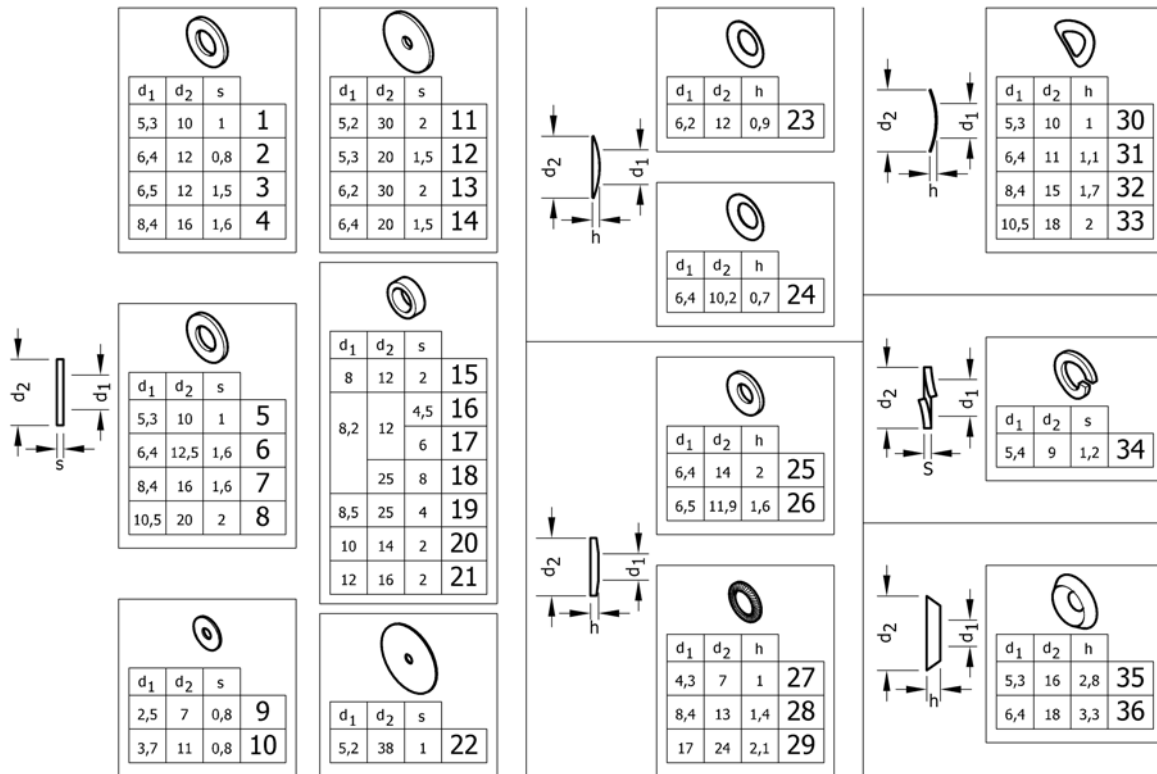 d1 d2 s
5,3 10 1 1
6,4 12 0,8 2
6,5 12 1,5 3
8,4 16 1,6 4
d2
d1
s
d1 d2 s
5,3 10 1 5
6,4 12,5 1,6 6
8,4 16 1,6 7
10,5 20 2 8
d1 d2 s
2,5 7 0,8 9
3,7 11 0,8 10
d1 d2 s
5,2 30 2 11
5,3 20 1,5 12
6,2 30 2 13
6,4 20 1,5 14
d1 d2 s
8 12 2 15
8,2 12 4,5 16
6 17
25 8 18
8,5 25 4 19
10 14 2 20
12 16 2 21
d1 d2 s
5,2 38 1 22
d2
d1
h
d1 d2 h
6,2 12 0,9 23
d1 d2 h
6,4 10,2 0,7 24
d2
d1
h
d1 d2 h
6,4 14 2 25
6,5 11,9 1,6 26
d1 d2 h
4,3 7 1 27
8,4 13 1,4 28
17 24 2,1 29
d2
d1
h
d1 d2 h
5,3 10 1 30
6,4 11 1,1 31
8,4 15 1,7 32
10,5 18 2 33
d2
d1
S
d1 d2 s
5,4 9 1,2 34
d2
d1
h
d1 d2 h
5,3 16 2,8 35
6,4 18 3,3 36